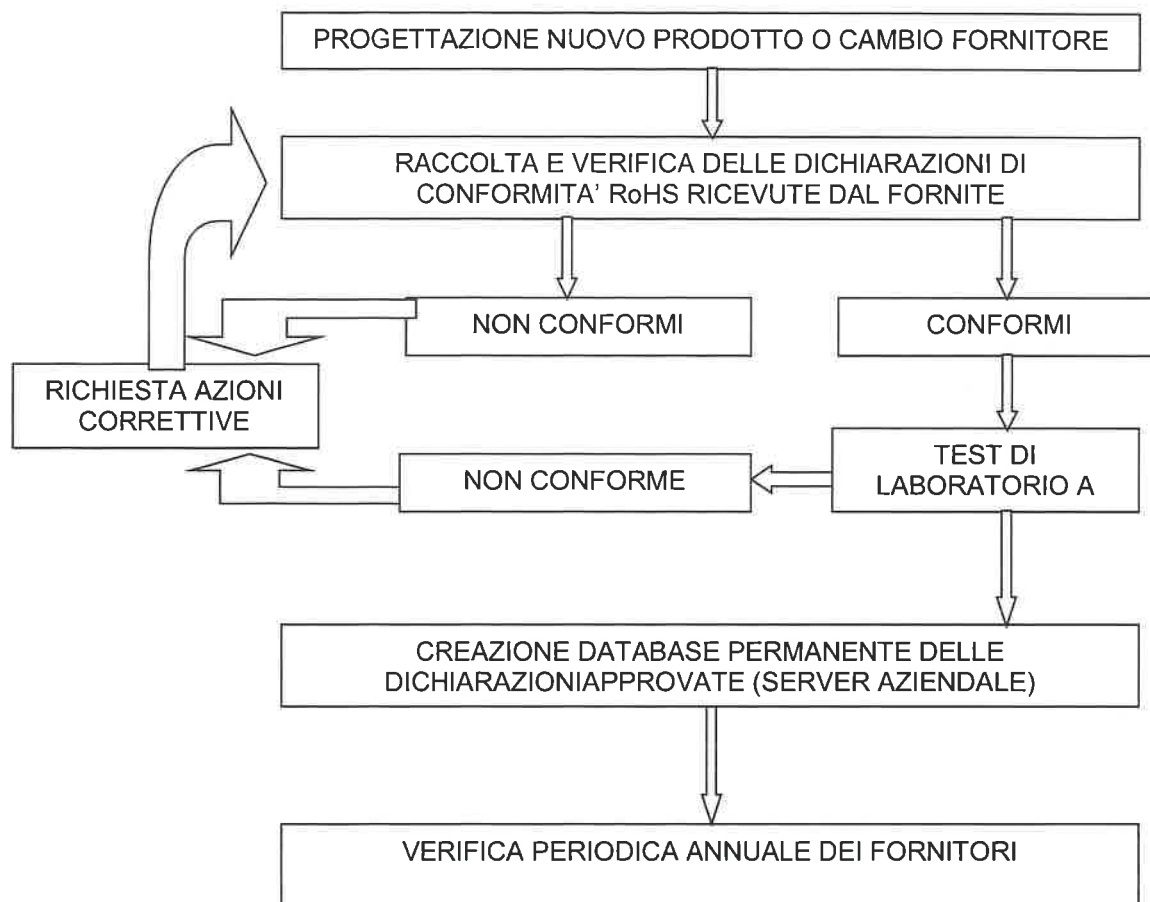 PROGETTAZIONE NUOVO PRODOTTO O CAMBIO FORNITORE
RACCOLTA E VERIFICA DELLE DICHIARAZIONI DI
CONFORMITA' RoHS RICEVUTE DAL FORNITE
NON CONFORMI
CONFORMI
RICHIESTA AZIONI
CORRETTIVE
NON CONFORME
TEST DI
LABORATORIO A
CREAZIONE DATABASE PERMANENTE DELLE
DICHIARAZIONIAPPROVATE (SERVER AZIENDALE)
VERIFICA PERIODICA ANNUALE DEI FORNITORI